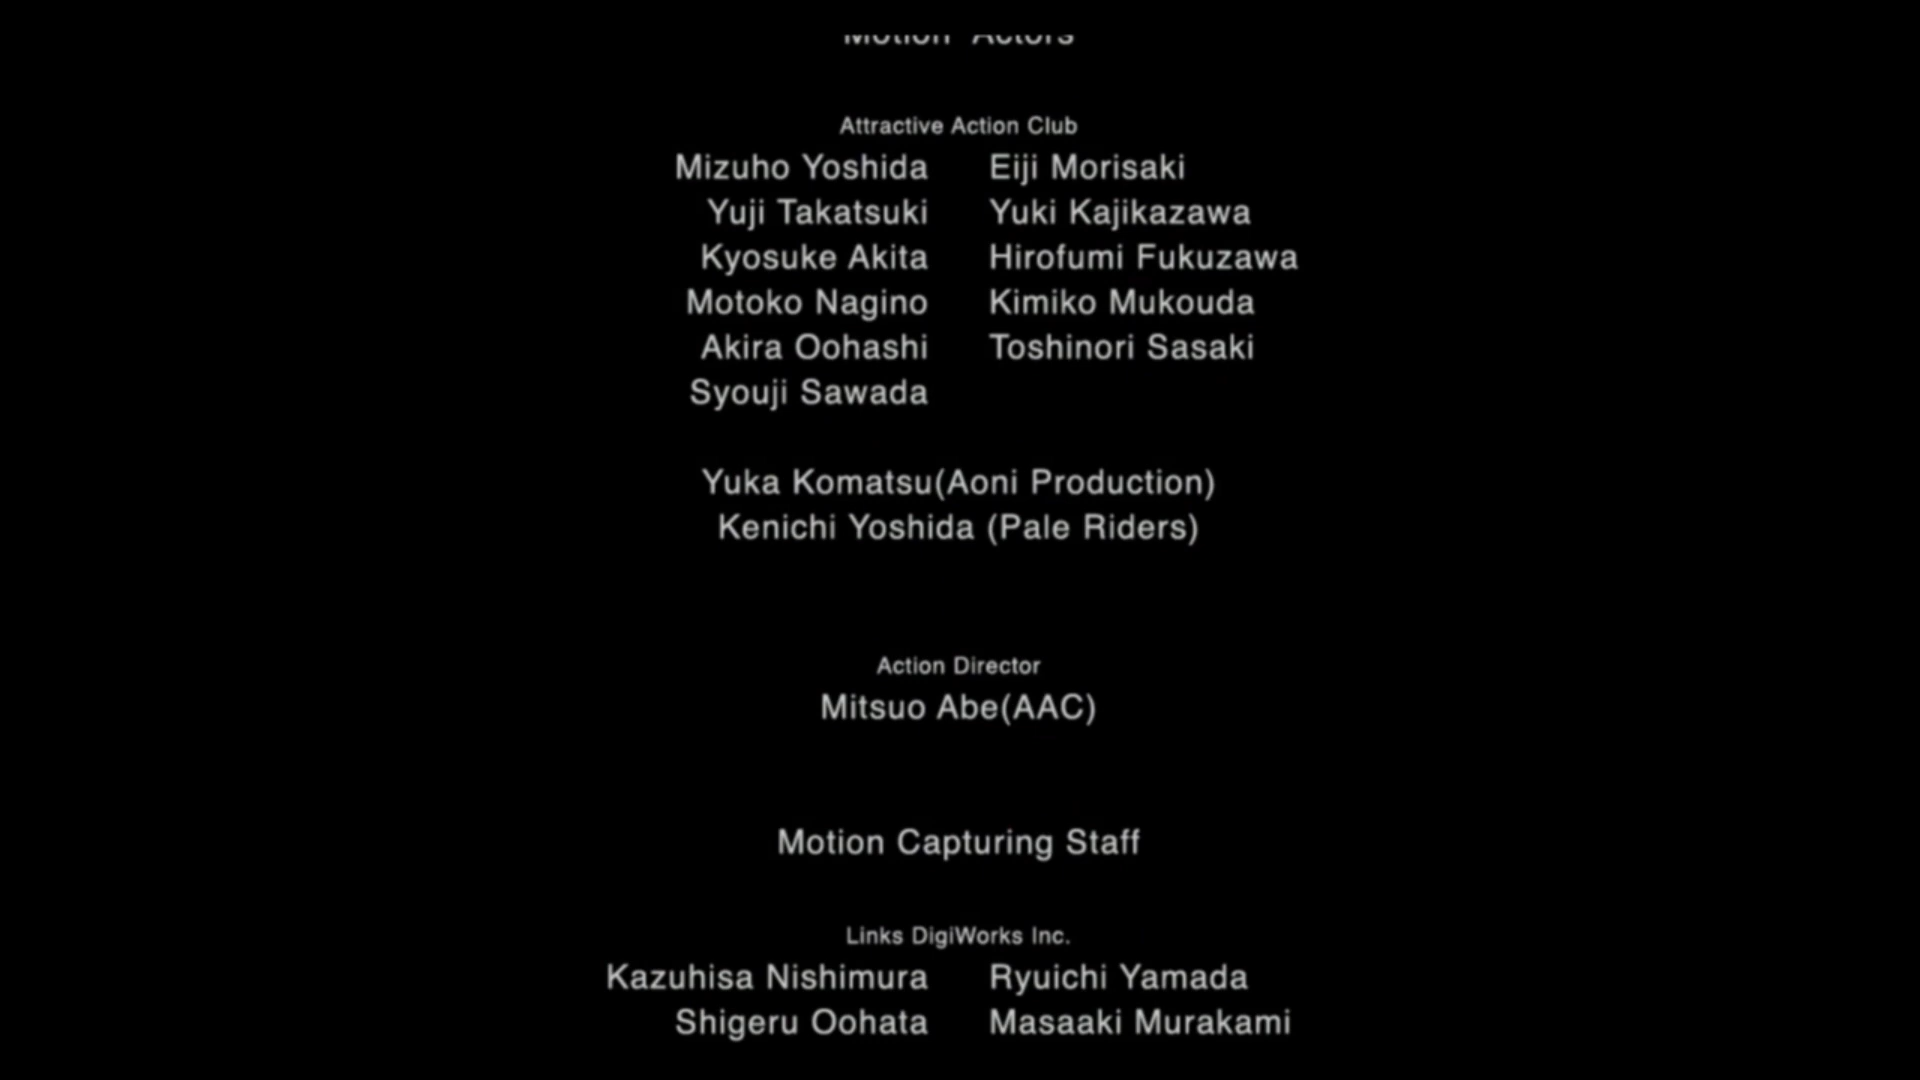 Motion Actors
Attractive Action Club
Mizuho Yoshida Eiji Morisaki
Yuji Takatsuki Yuki Kajikazawa
Kyosuke Akita Hirofumi Fukuzawa
Motoko Nagino Kimiko Mukouda
Akira Oohashi Toshinori Sasaki
Syouji Sawada
Yuka Komatsu(Aoni Production)
Kenichi Yoshida (Pale Riders)
Action Director
Mitsuo Abe(AAC)
Motion Capturing Staff
Links DigiWorks Inc.
Kazuhisa Nishimura Ryuichi Yamada
Shigeru Oohata Masaaki Murakami